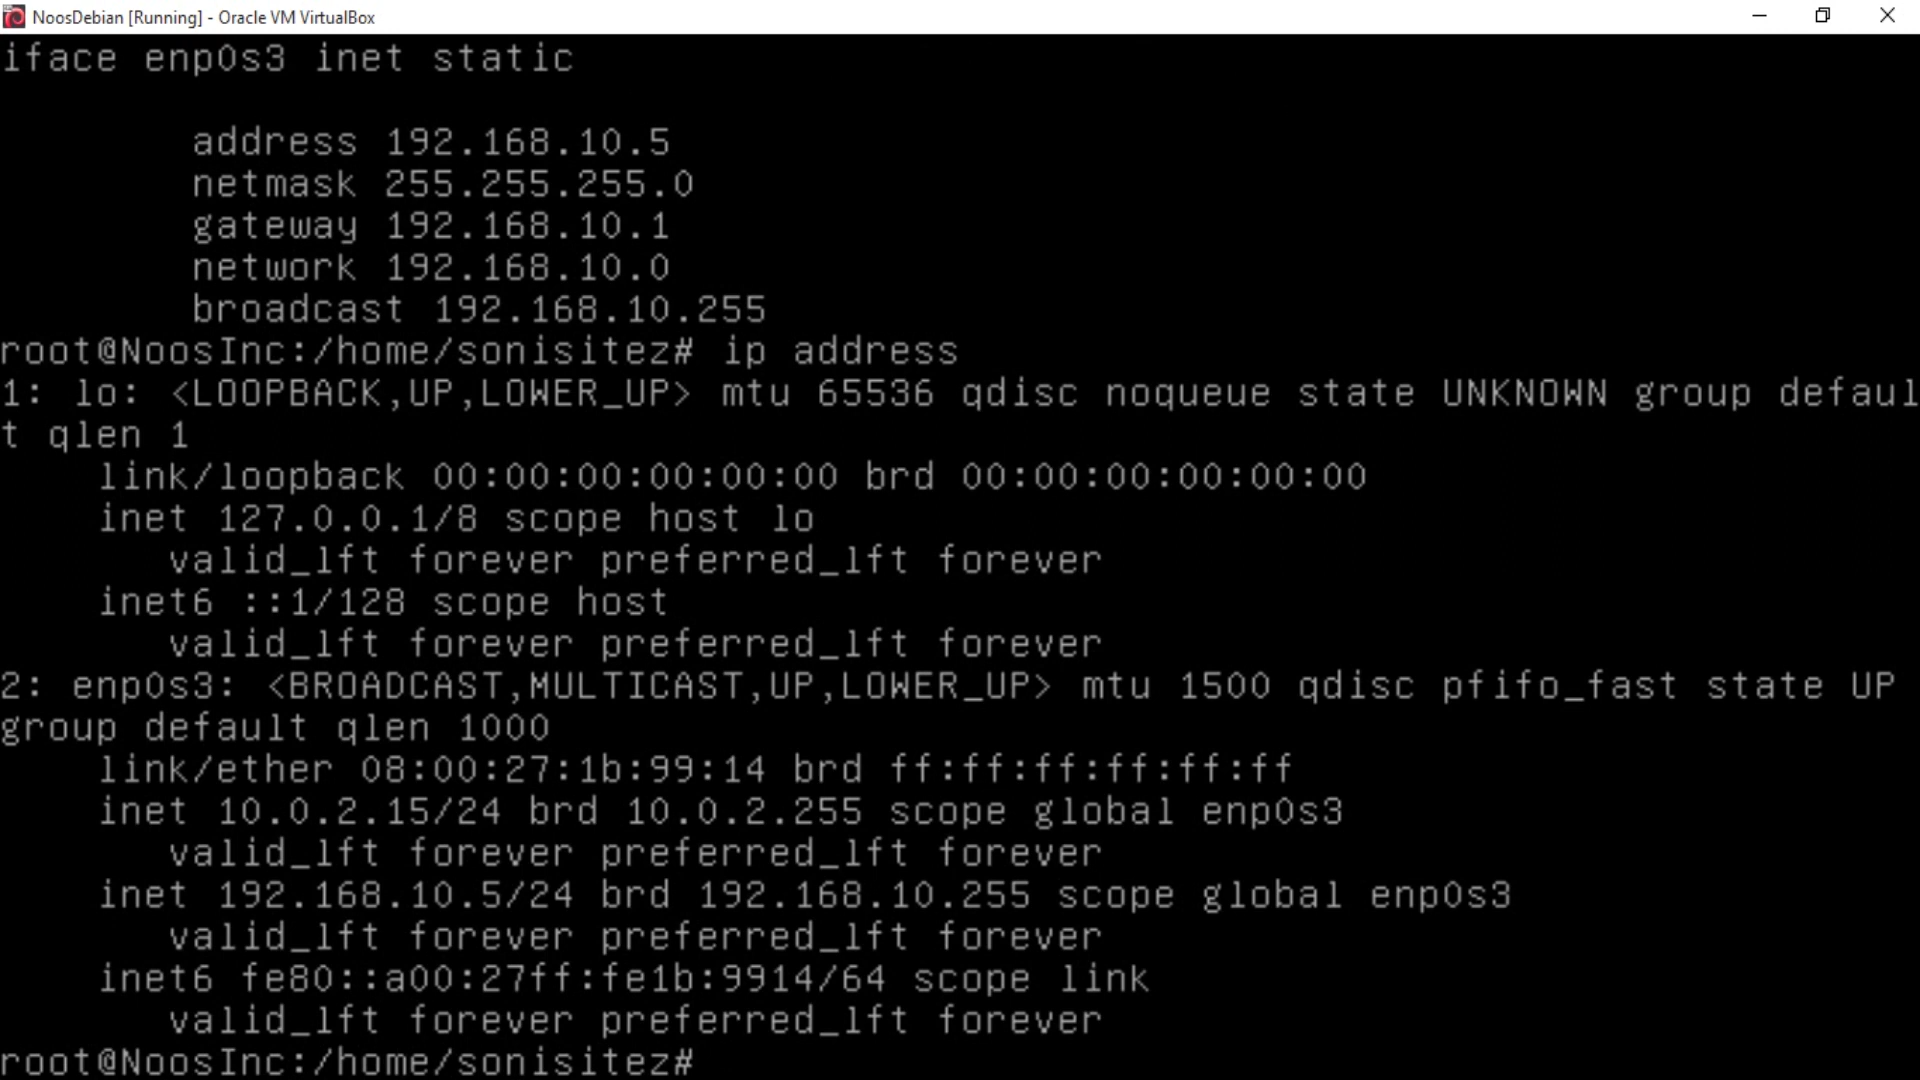 NoosDebian [Running] - Oracle VM VirtualBox
iface enp0s3 inet static
address 192.168.10.5
netmask 255.255.255.0
gateway 192.168.10.1
network 192.168.10.0
broadcast 192.168.10.255
root@NoosInc:/home/sonisitez# ip address
1: lo: <LOOPBACK,UP,LOWER_UP> mtu 65536 qdisc noqueue state UNKNOWN group defaul
t qlen 1
link/loopback 00:00:00:00:00:00 brd 00:00:00:00:00:00
inet 127.0.0.1/8 scope host lo
valid_lft forever preferred_lft forever
inet6 ::1/128 scope host
valid_lft forever preferred_lft forever
2: enp0s3: <BROADCAST,MULTICAST,UP,LOWER_UP> mtu 1500 qdisc pfifo_fast state UP
group default qlen 1000
link/ether 08:00:27:1b:99:14 brd ff:ff:ff:ff:ff:ff
inet 10.0.2.15/24 brd 10.0.2.255 scope global enp0s3
valid_lft forever preferred_lft forever
inet 192.168.10.5/24 brd 192.168.10.255 scope global enp0s3
valid_lft forever preferred_lft forever
inet6 fe80::a00:27ff:fe1b:9914/64 scope link
valid_lft forever preferred_lft forever
root@NoosInc:/home/sonisitez#